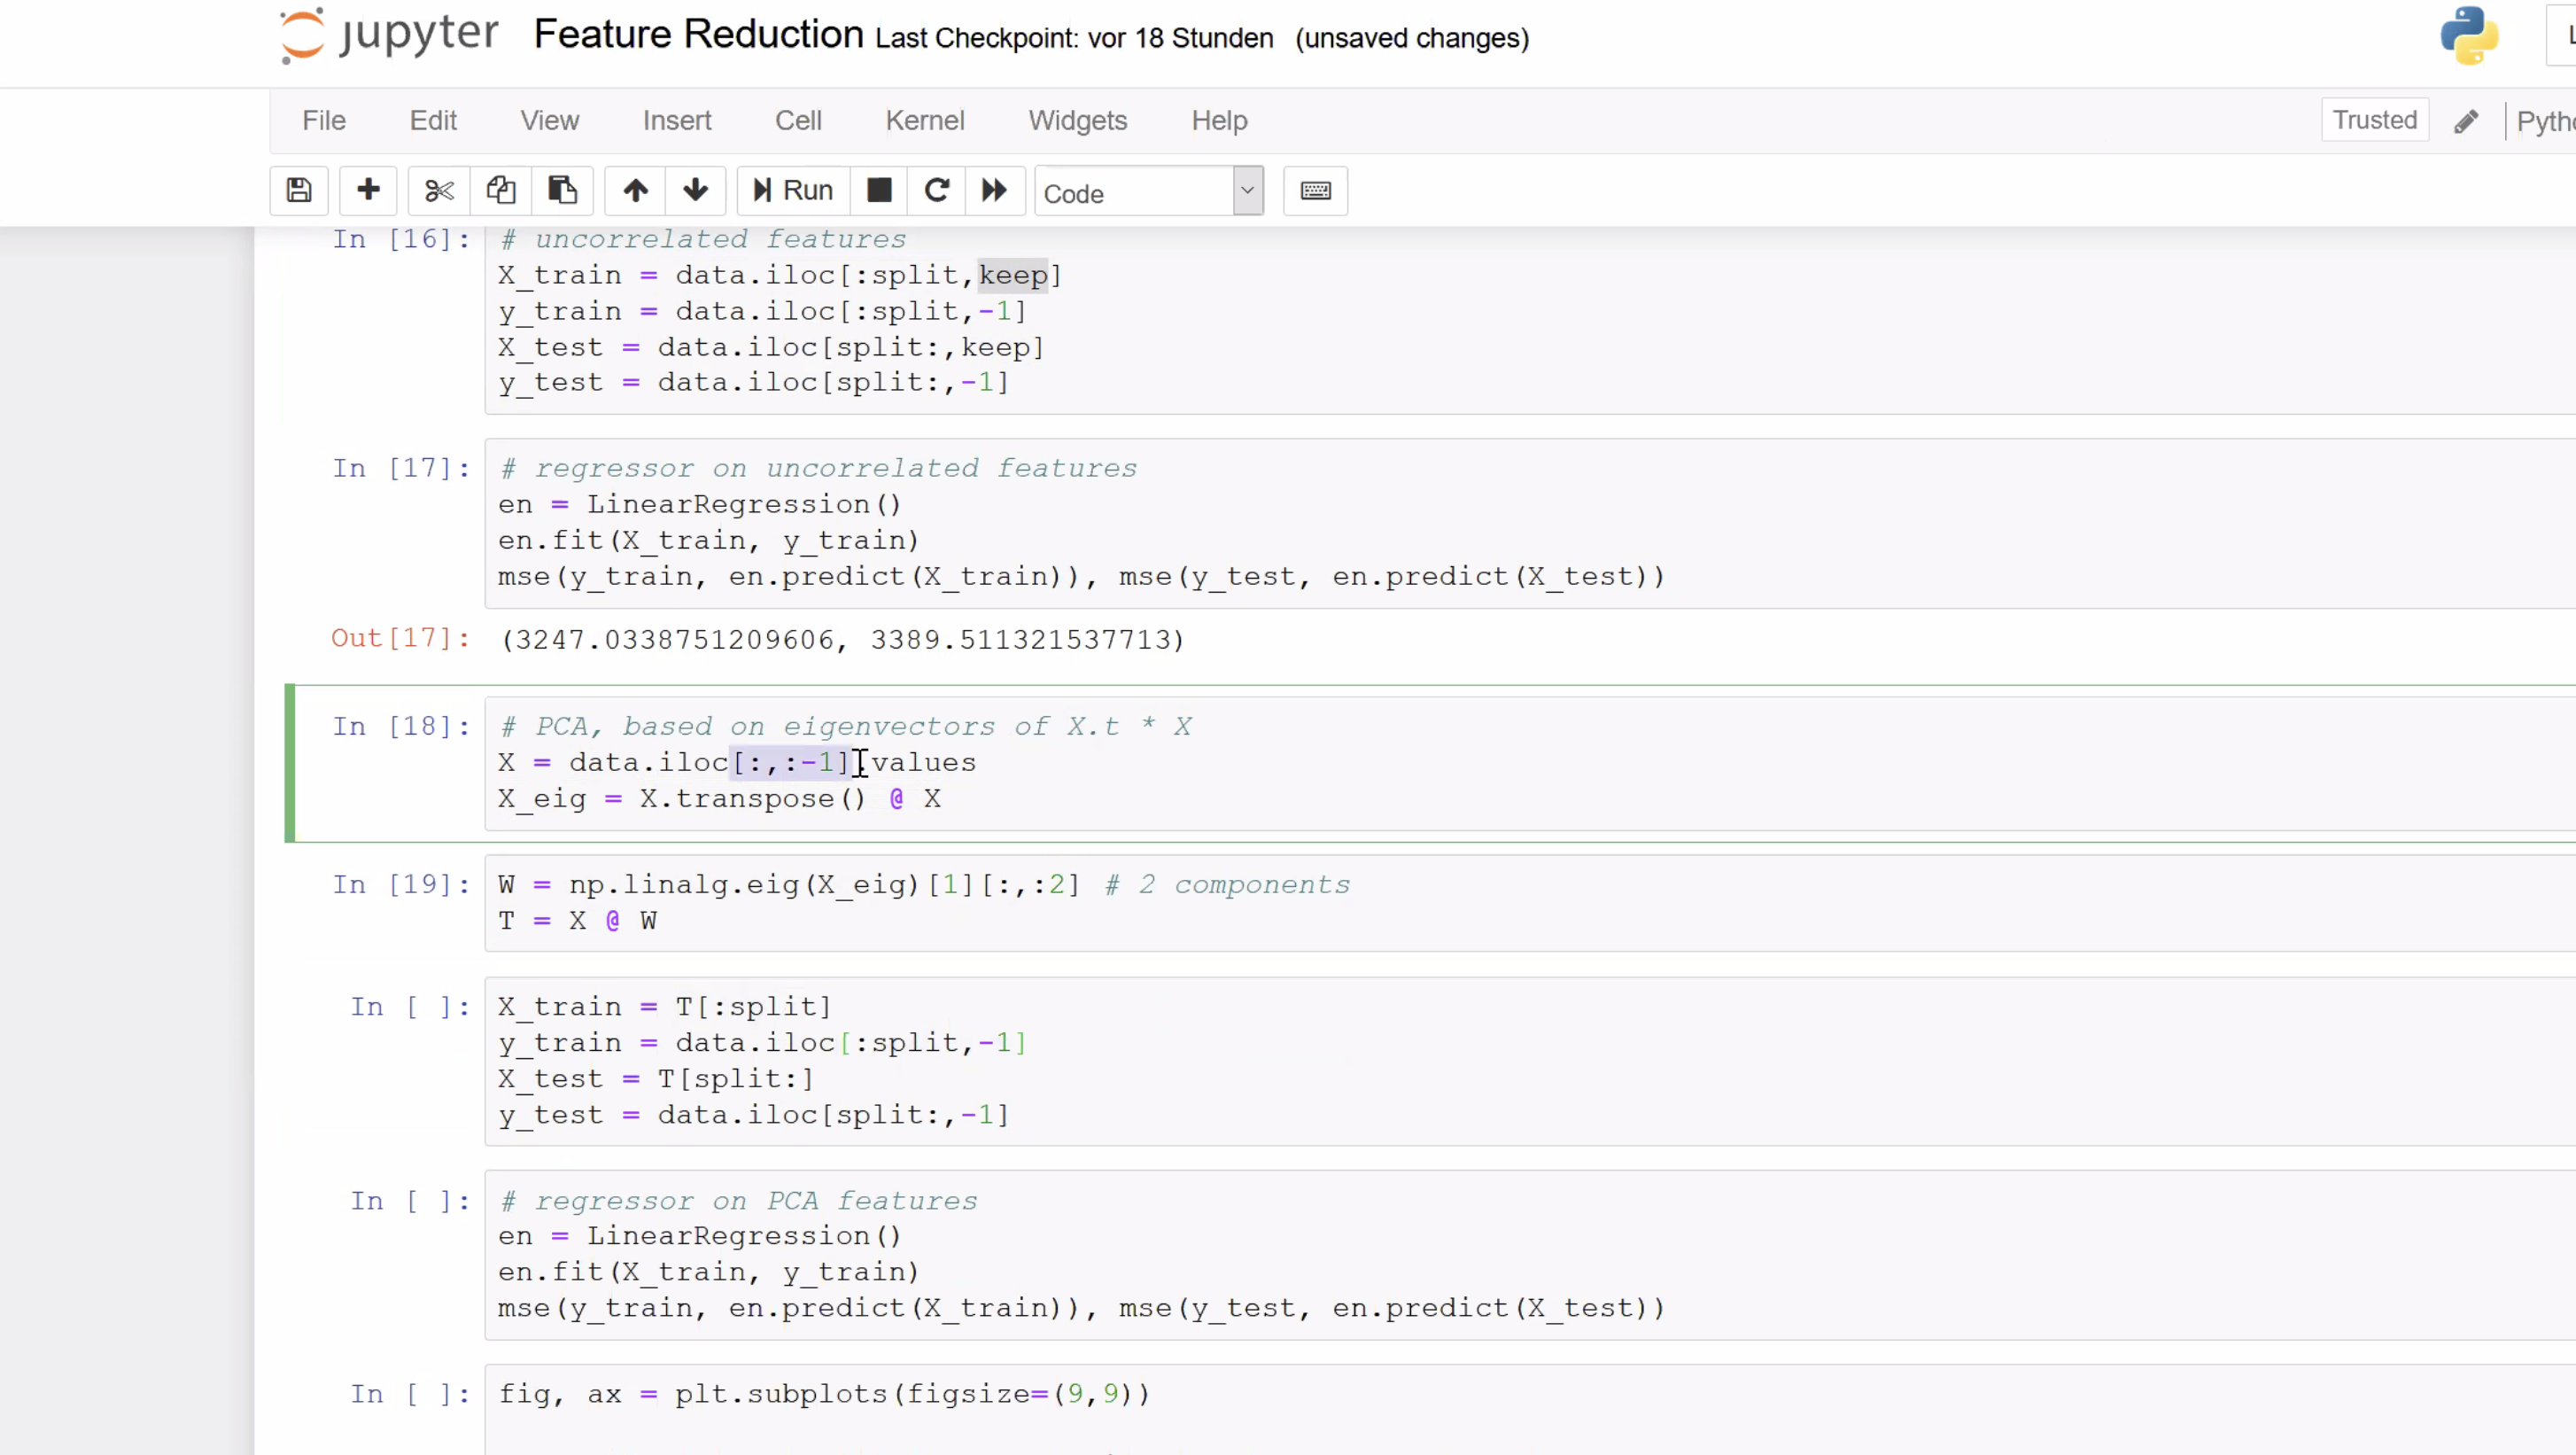 jupyter Feature Reduction Last Checkpoint: vor 18 Stunden (unsaved changes)
File Edit View Insert Cell Kernel Widgets Help Trusted
Run Code
In [16]: # uncorrelated features
X_train = data.iloc[:split,keep]
y_train = data.iloc[:split,-1]
X_test = data.iloc[split:,keep]
y_test = data.iloc[split:,-1]
In [17]: # regressor on uncorrelated features
en = LinearRegression()
en.fit(X_train, y_train)
mse(y_train, en.predict(X_train)), mse(y_test, en.predict(X_test))
Out[17]: (3247.0338751209606, 3389.511321537713)
In [18]: # PCA, based on eigenvectors of X.t * X
X = data.iloc[:,:-1].values
X_eig = X.transpose() @ X
In [19]: W = np.linalg.eig(X_eig)[1][:,:2] # 2 components
T = X @ W
In [ ]: X_train = T[:split]
y_train = data.iloc[:split,-1]
X_test = T[split:]
y_test = data.iloc[split:,-1]
In [ ]: # regressor on PCA features
en = LinearRegression()
en.fit(X_train, y_train)
mse(y_train, en.predict(X_train)), mse(y_test, en.predict(X_test))
In [ ]: fig, ax = plt.subplots(figsize=(9,9))